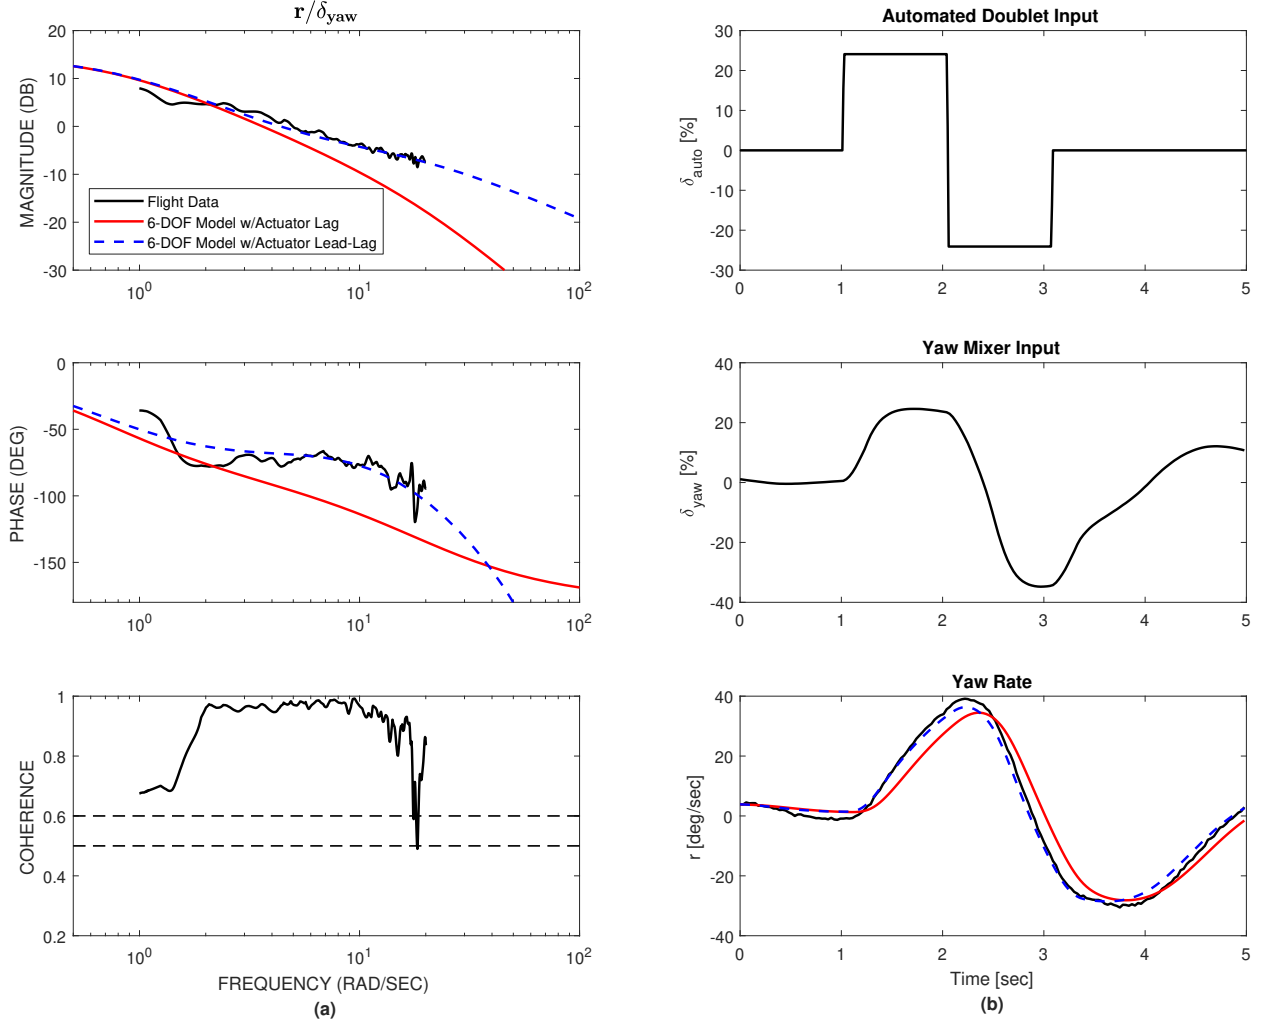 r/δyaw
MAGNITUDE (DB)
20
10
0
-10
-20
-30
Flight Data
6-DOF Model w/Actuator Lag
6-DOF Model w/Actuator Lead-Lag
10^0
10^1
10^2
PHASE (DEG)
0
-50
-100
-150
10^0
10^1
10^2
COHERENCE
1
0.8
0.6
0.4
0.2
10^0
10^1
10^2
FREQUENCY (RAD/SEC)
(a)
Automated Doublet Input
δauto [%]
30
20
10
0
-10
-20
-30
0 1 2 3 4 5
Yaw Mixer Input
δyaw [%]
40
20
0
-20
-40
0 1 2 3 4 5
Yaw Rate
r [deg/sec]
40
20
0
-20
-40
0 1 2 3 4 5
Time [sec]
(b)